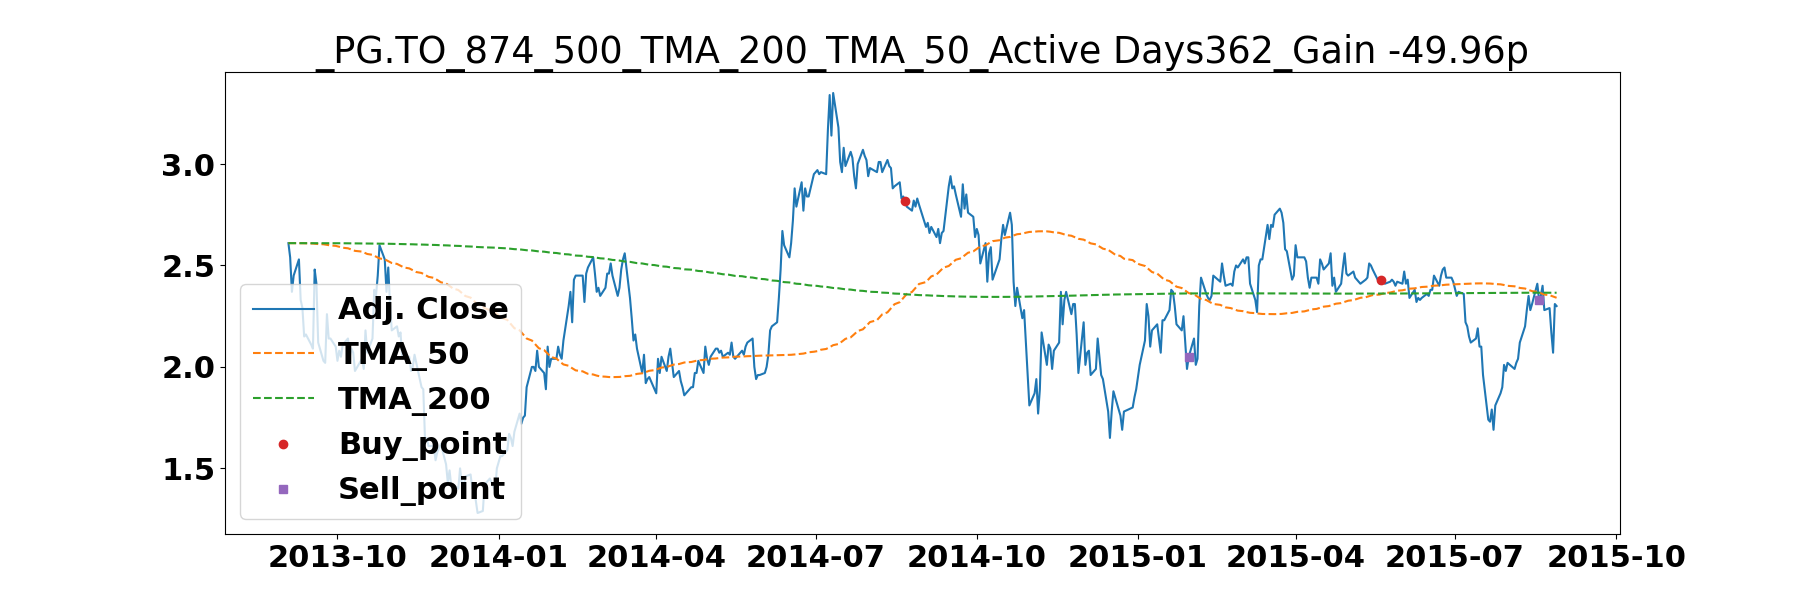 _PG.TO_874_500_TMA_200_TMA_50_Active Days362_Gain -49.96p
3.0
2.5
2.0
1.5
Adj. Close
TMA_50
TMA_200
Buy_point
Sell_point
2013-10 2014-01 2014-04 2014-07 2014-10 2015-01 2015-04 2015-07 2015-10